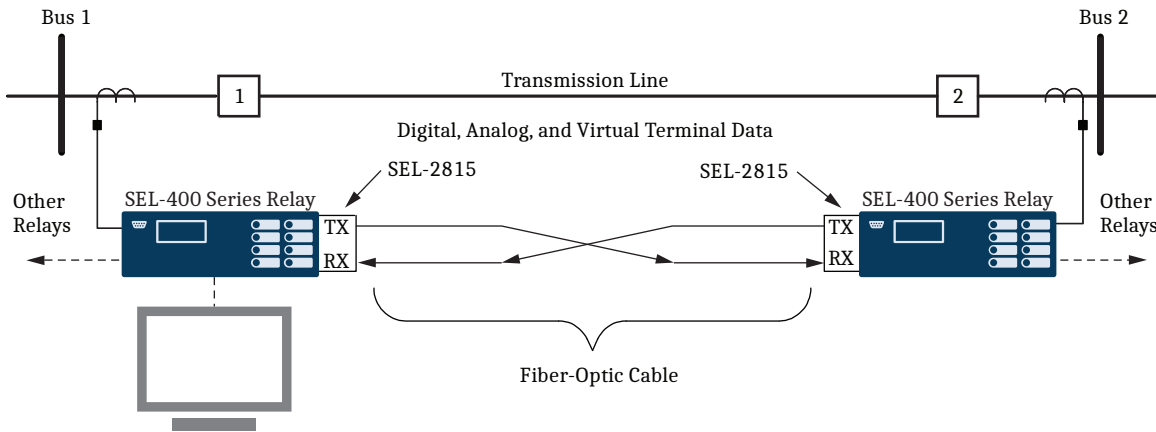 Bus 1
Bus 2
Transmission Line
1
2
Digital, Analog, and Virtual Terminal Data
SEL-2815
SEL-2815
SEL-400 Series Relay
SEL-400 Series Relay
Other
Relays
Other
Relays
TX
TX
RX
RX
Fiber-Optic Cable